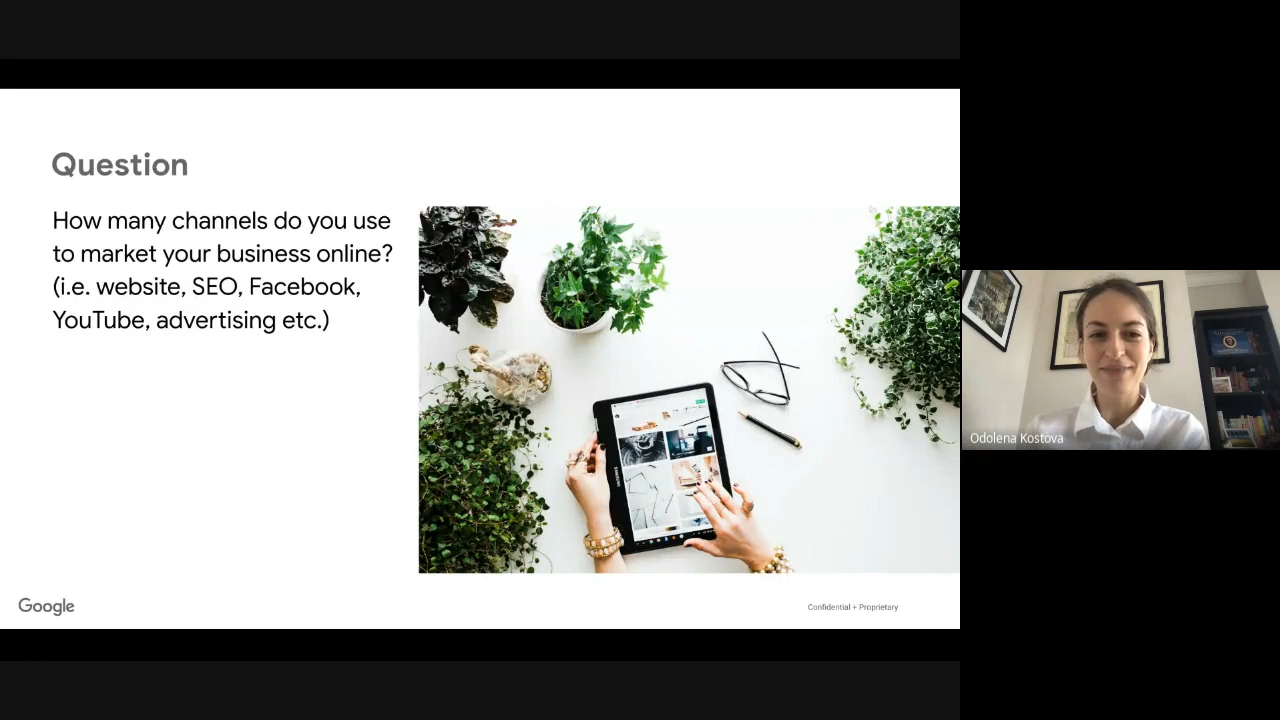 Question
How many channels do you use
to market your business online?
(i.e. website, SEO, Facebook,
YouTube, advertising etc.)
Google
Confidential + Proprietary
Odolena Kostova